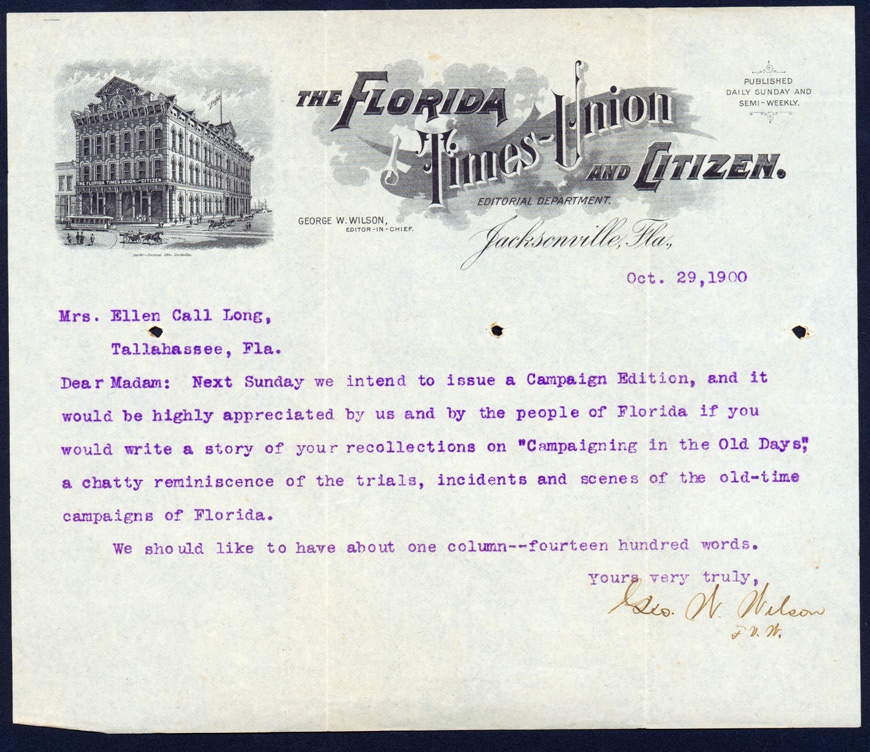 THE FLORIDA
Times-Union
AND CITIZEN.
PUBLISHED
DAILY SUNDAY AND
SEMI-WEEKLY.
THE FLORIDA TIMES-UNION AND CITIZEN
EDITORIAL DEPARTMENT.
GEORGE W. WILSON,
EDITOR-IN-CHIEF.
Jacksonville, Fla.,
Oct. 29,1900
Mrs. Ellen Call Long,
Tallahassee, Fla.
Dear Madam: Next Sunday we intend to issue a Campaign Edition, and it
would be highly appreciated by us and by the people of Florida if you
would write a story of your recollections on "Campaigning in the Old Days",
a chatty reminiscence of the trials, incidents and scenes of the old-time
campaigns of Florida.
We should like to have about one column--fourteen hundred words.
Yours very truly,
Geo. W. Wilson